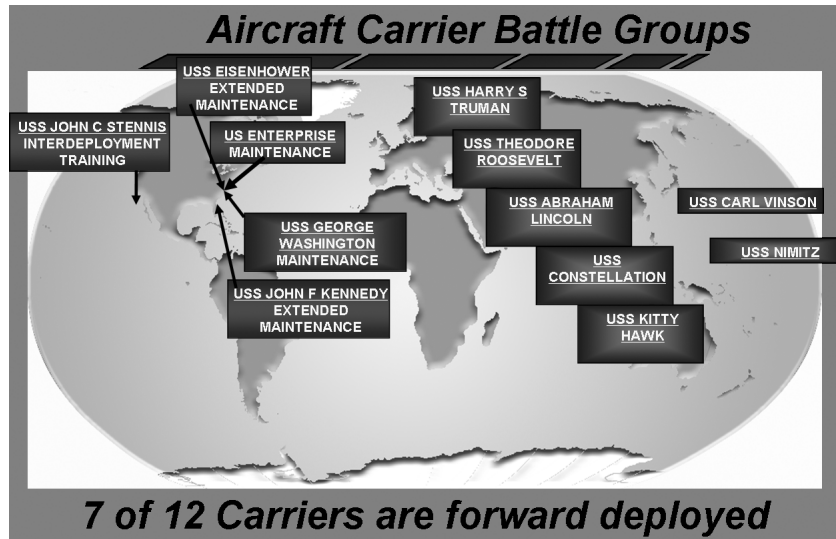 Aircraft Carrier Battle Groups
USS EISENHOWER
EXTENDED
MAINTENANCE
USS HARRY S
TRUMAN
USS JOHN C STENNIS
INTERDEPLOYMENT
TRAINING
US ENTERPRISE
MAINTENANCE
USS THEODORE
ROOSEVELT
USS ABRAHAM
LINCOLN
USS CARL VINSON
USS GEORGE
WASHINGTON
MAINTENANCE
USS NIMITZ
USS
CONSTELLATION
USS JOHN F KENNEDY
EXTENDED
MAINTENANCE
USS KITTY
HAWK
7 of 12 Carriers are forward deployed